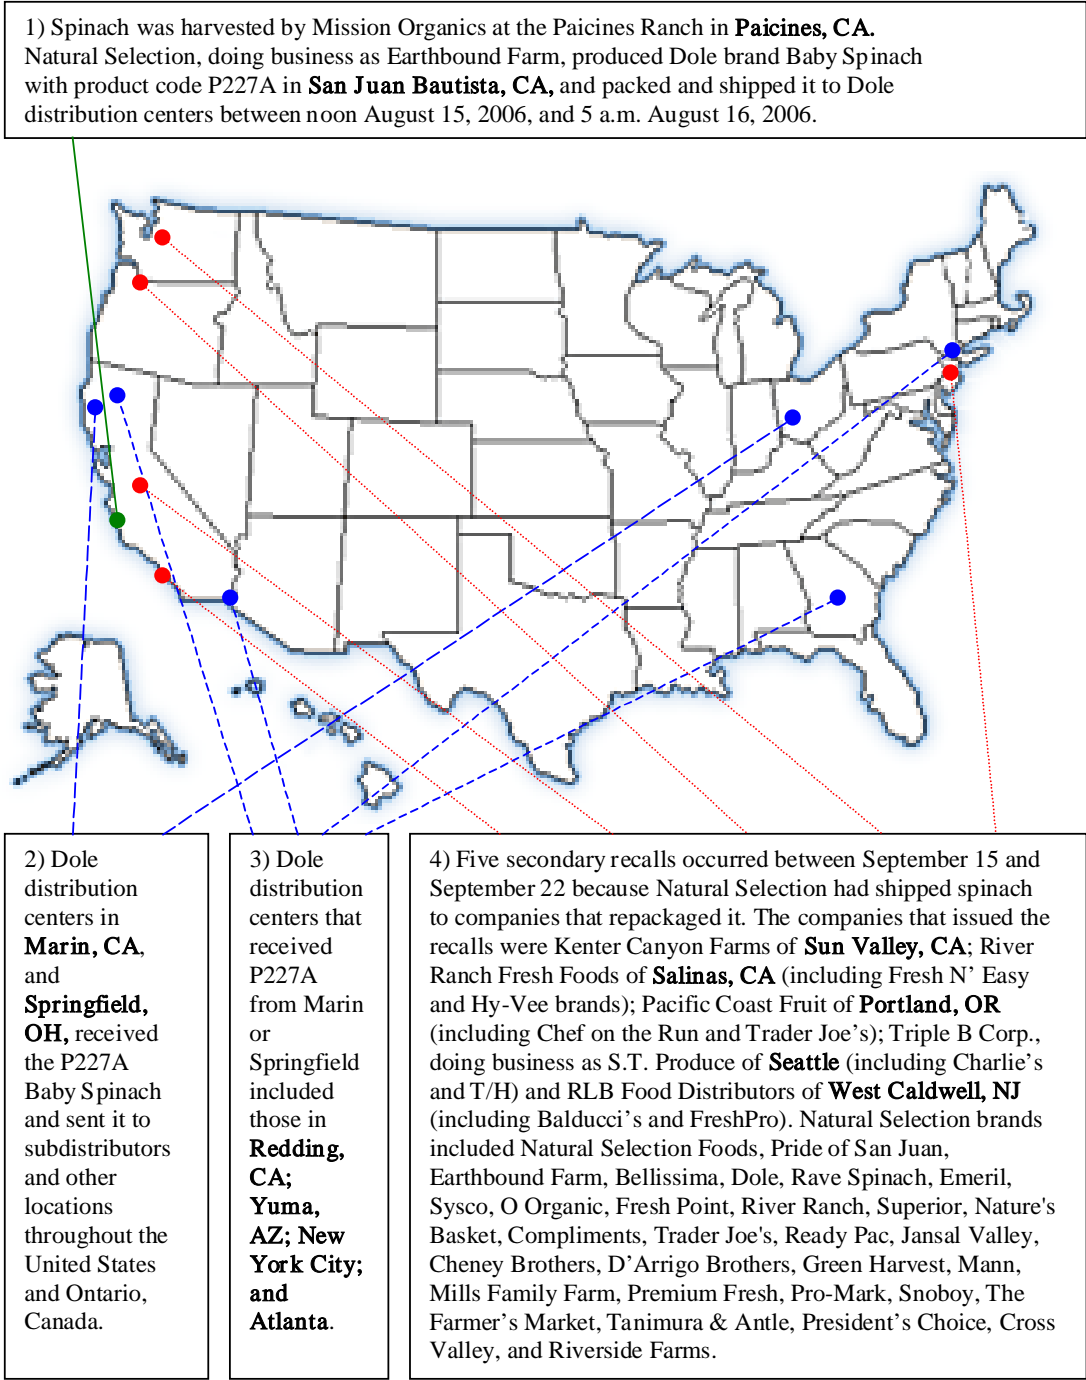 1) Spinach was harvested by Mission Organics at the Paicines Ranch in Paicines, CA.
Natural Selection, doing business as Earthbound Farm, produced Dole brand Baby Spinach
with product code P227A in San Juan Bautista, CA, and packed and shipped it to Dole
distribution centers between noon August 15, 2006, and 5 a.m. August 16, 2006.
2) Dole
distribution
centers in
Marin, CA,
and
Springfield,
OH, received
the P227A
Baby Spinach
and sent it to
subdistributors
and other
locations
throughout the
United States
and Ontario,
Canada.
3) Dole
distribution
centers that
received
P227A
from Marin
or
Springfield
included
those in
Redding,
CA;
Yuma,
AZ; New
York City;
and
Atlanta.
4) Five secondary recalls occurred between September 15 and
September 22 because Natural Selection had shipped spinach
to companies that repackaged it. The companies that issued the
recalls were Kenter Canyon Farms of Sun Valley, CA; River
Ranch Fresh Foods of Salinas, CA (including Fresh N’ Easy
and Hy-Vee brands); Pacific Coast Fruit of Portland, OR
(including Chef on the Run and Trader Joe’s); Triple B Corp.,
doing business as S.T. Produce of Seattle (including Charlie’s
and T/H) and RLB Food Distributors of West Caldwell, NJ
(including Balducci’s and FreshPro). Natural Selection brands
included Natural Selection Foods, Pride of San Juan,
Earthbound Farm, Bellissima, Dole, Rave Spinach, Emeril,
Sysco, O Organic, Fresh Point, River Ranch, Superior, Nature's
Basket, Compliments, Trader Joe's, Ready Pac, Jansal Valley,
Cheney Brothers, D’Arrigo Brothers, Green Harvest, Mann,
Mills Family Farm, Premium Fresh, Pro-Mark, Snoboy, The
Farmer’s Market, Tanimura & Antle, President’s Choice, Cross
Valley, and Riverside Farms.